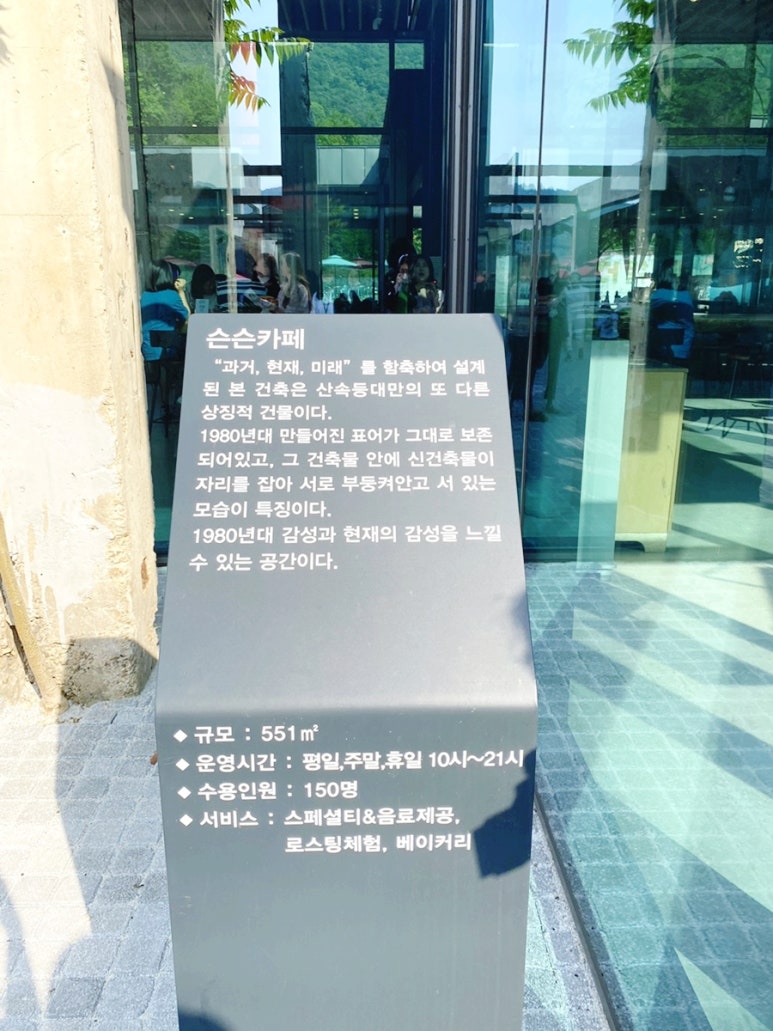 슨슨카페
“과거, 현재, 미래” 를 함축하여 설계
된 본 건축은 산속등대만의 또 다른
상징적 건물이다.
1980년대 만들어진 표어가 그대로 보존
되어있고, 그 건축물 안에 신건축물이
자리를 잡아 서로 부둥켜안고 서 있는
모습이 특징이다.
1980년대 감성과 현재의 감성을 느낄
수 있는 공간이다.
◆ 규모 : 551㎡
◆ 운영시간 : 평일,주말,휴일 10시~21시
◆ 수용인원 : 150명
◆ 서비스 : 스페셜티&음료제공,
로스팅체험, 베이커리